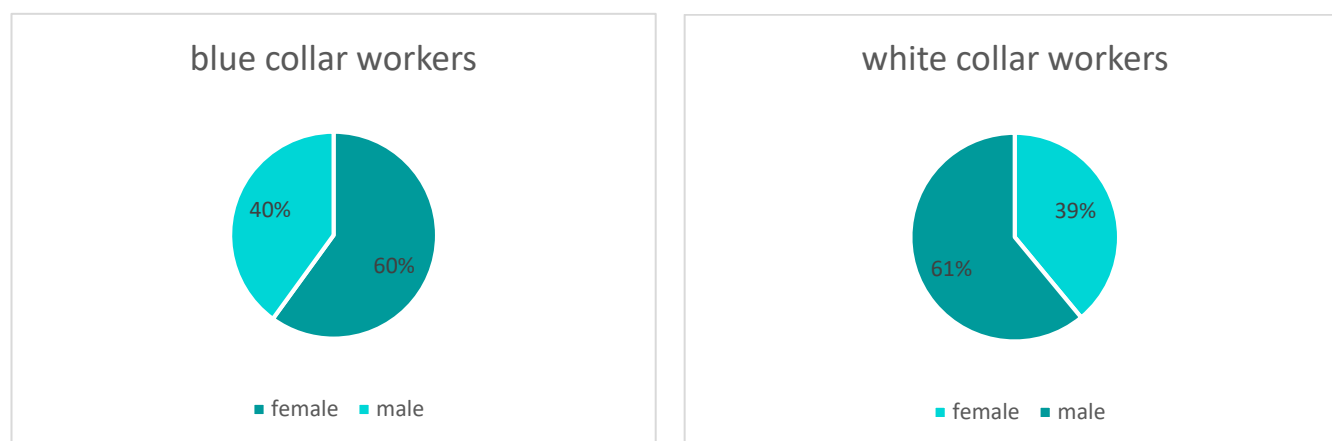 blue collar workers
40%
60%
female male
white collar workers
39%
61%
female male